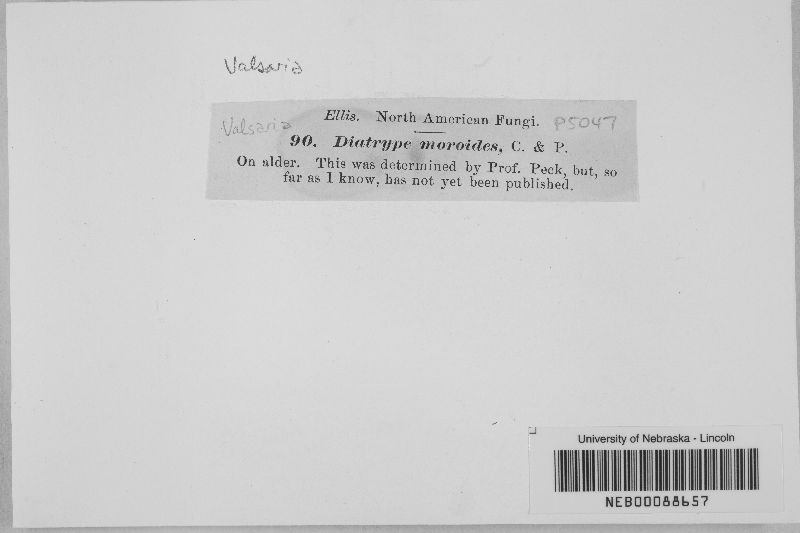 Valsaria
Ellis. North American Fungi. P5047
Valsaria
90. Diatrype moroides, C. & P.
On alder. This was determined by Prof. Peck, but, so
far as I know, has not yet been published.
University of Nebraska - Lincoln
NEB00088657